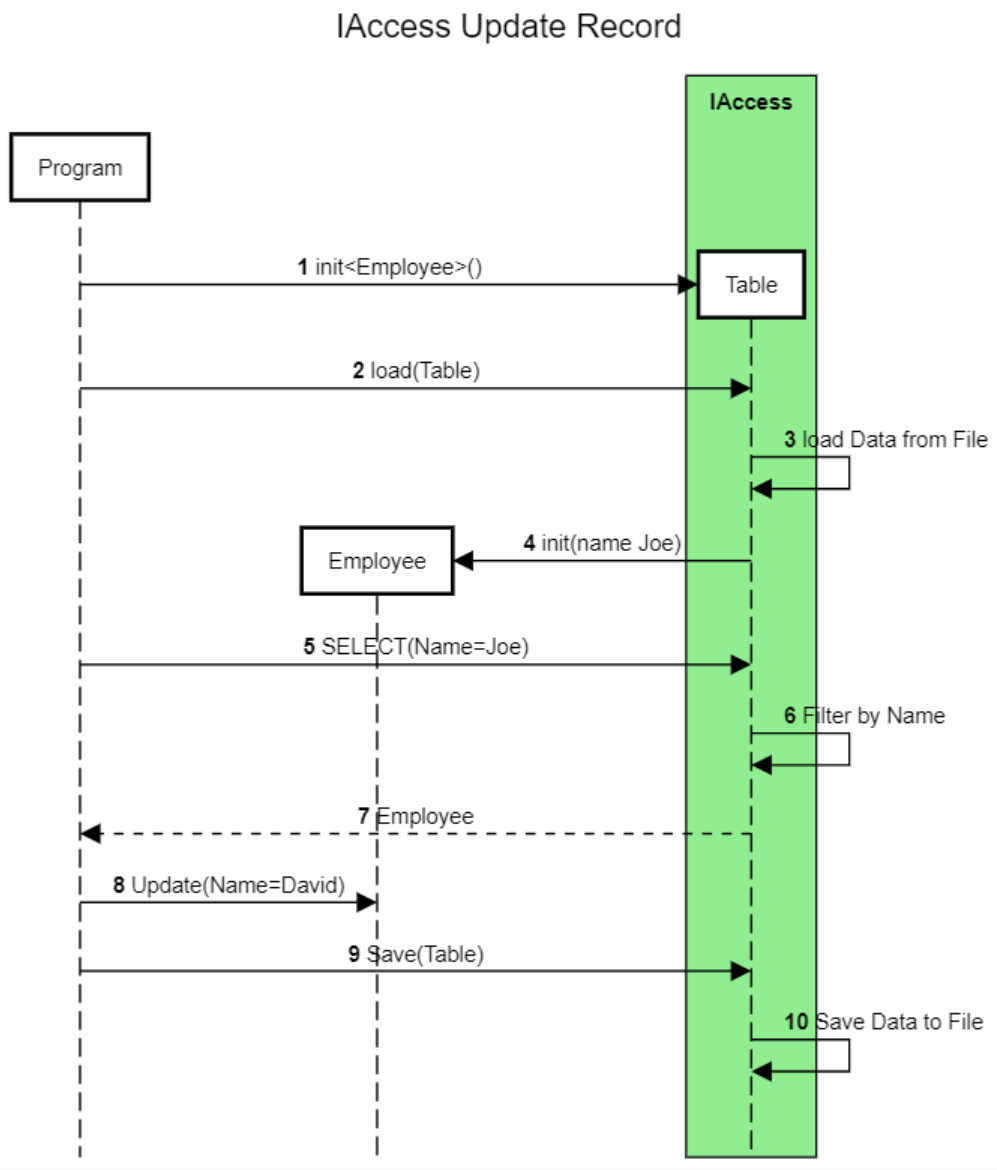 IAccess Update Record
IAccess
Program
1 init<Employee>()
Table
2 load(Table)
3 load Data from File
4 init(name Joe)
Employee
5 SELECT(Name=Joe)
6 Filter by Name
7 Employee
8 Update(Name=David)
9 Save(Table)
10 Save Data to File